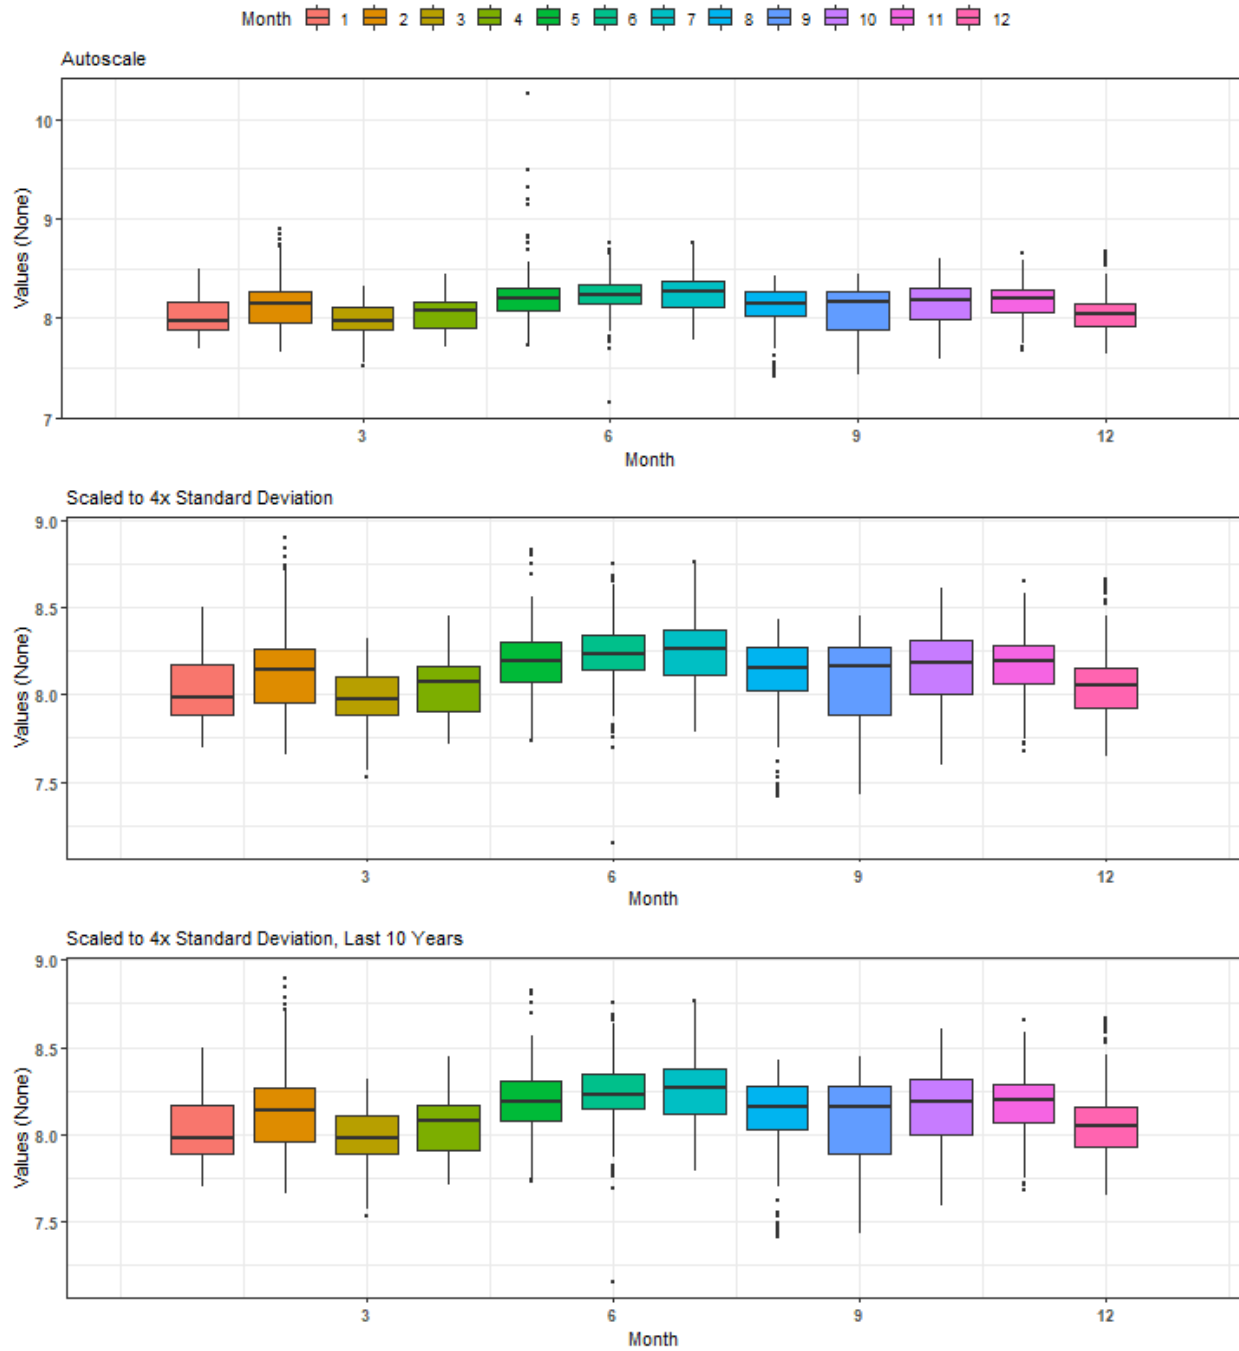 Month 1 2 3 4 5 6 7 8 9 10 11 12
Autoscale
Values (None)
10
9
8
7
3 6 9 12
Month
Scaled to 4x Standard Deviation
Values (None)
9.0
8.5
8.0
7.5
3 6 9 12
Month
Scaled to 4x Standard Deviation, Last 10 Years
Values (None)
9.0
8.5
8.0
7.5
3 6 9 12
Month